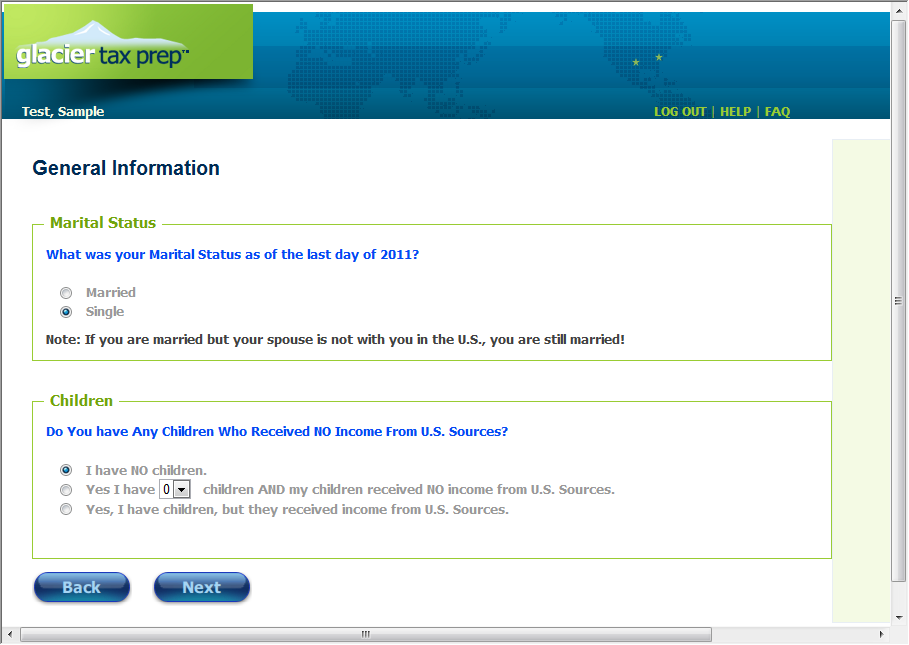 glacier tax prep™
Test, Sample
LOG OUT | HELP | FAQ
General Information
Marital Status
What was your Marital Status as of the last day of 2011?
Married
Single
Note: If you are married but your spouse is not with you in the U.S., you are still married!
Children
Do You have Any Children Who Received NO Income From U.S. Sources?
I have NO children.
Yes I have 0 children AND my children received NO income from U.S. Sources.
Yes, I have children, but they received income from U.S. Sources.
Back Next